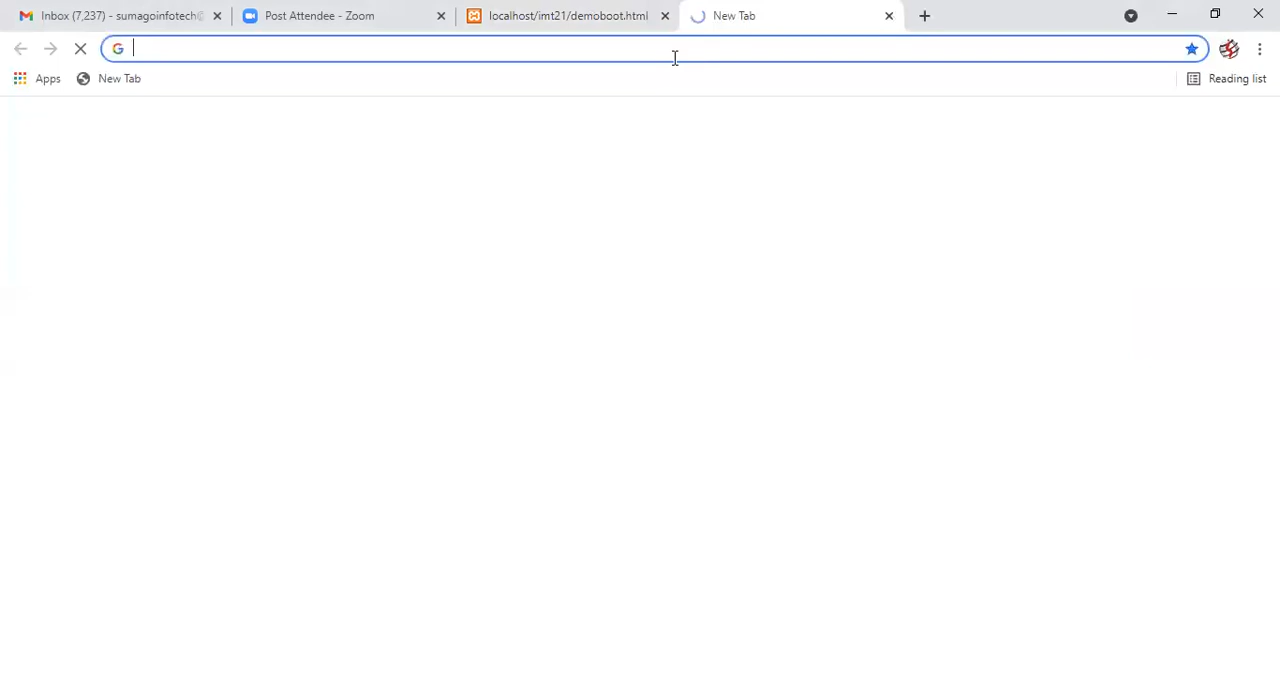 Inbox (7,237) - sumagoinfotech@
Post Attendee - Zoom
localhost/imt21/demoboot.html
New Tab
Apps
New Tab
Reading list